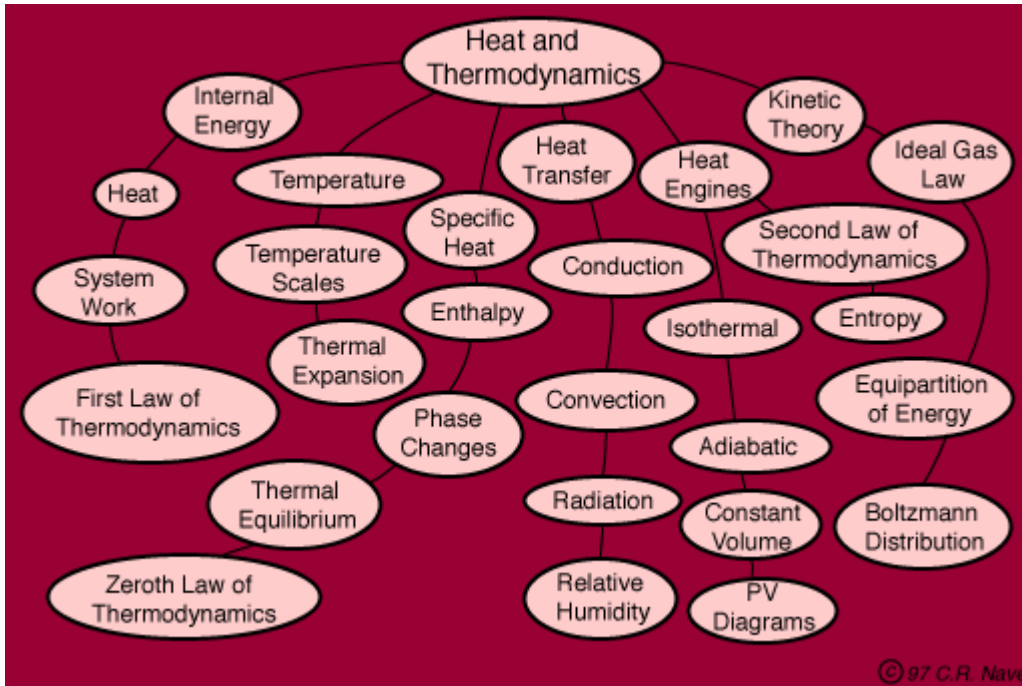 Heat and
Thermodynamics
Internal
Energy
Kinetic
Theory
Heat
Transfer
Ideal Gas
Law
Heat
Engines
Temperature
Heat
Specific
Heat
Second Law of
Thermodynamics
Temperature
Scales
Conduction
System
Work
Enthalpy
Isothermal
Entropy
Thermal
Expansion
First Law of
Thermodynamics
Convection
Equipartition
of Energy
Phase
Changes
Adiabatic
Thermal
Equilibrium
Radiation
Constant
Volume
Boltzmann
Distribution
Zeroth Law of
Thermodynamics
Relative
Humidity
PV
Diagrams
© 97 C.R. Nave